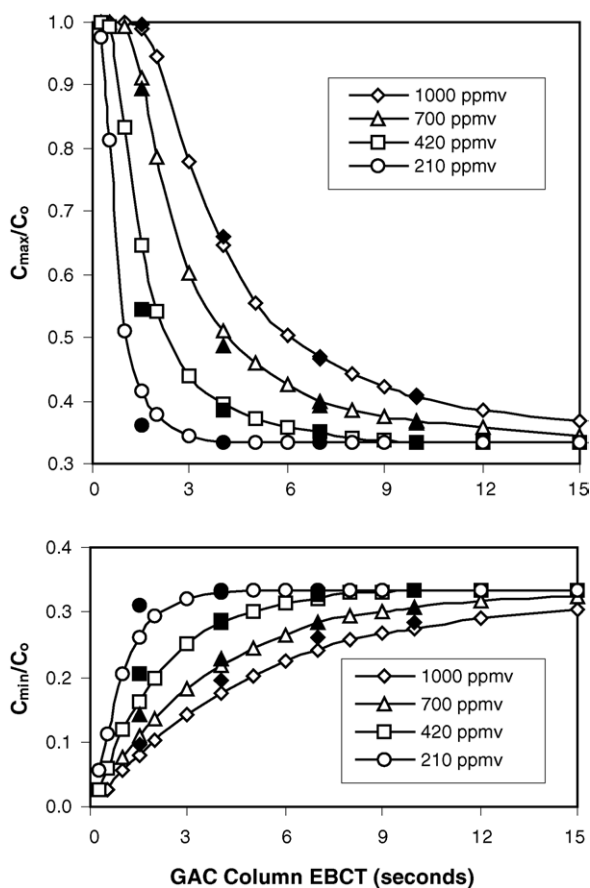 1.0
0.9
0.8
0.7
0.6
0.5
0.4
0.3
Cmax/Co
1000 ppmv
700 ppmv
420 ppmv
210 ppmv
0 3 6 9 12 15
0.4
0.3
0.2
0.1
0.0
Cmin/Co
1000 ppmv
700 ppmv
420 ppmv
210 ppmv
0 3 6 9 12 15
GAC Column EBCT (seconds)